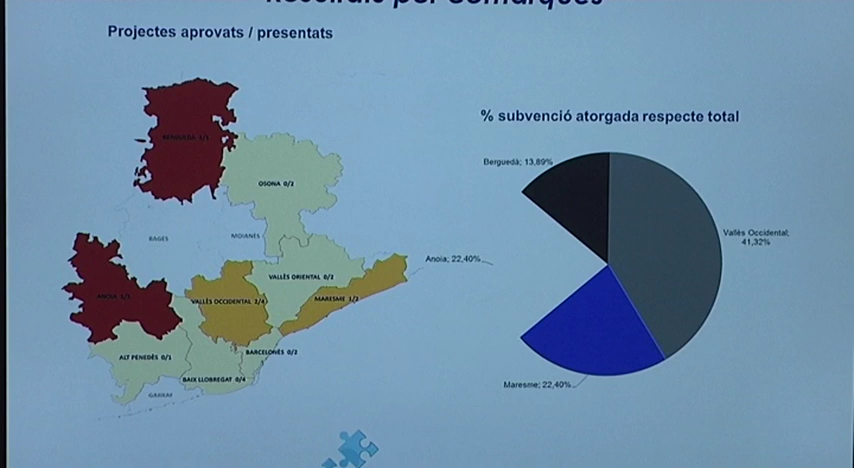 per comarques
Projectes aprovats / presentats
% subvenció atorgada respecte total
BERGUEDÀ 1/1
Berguedà; 13,89%
OSONA 0/2
BAGES
MOIANÈS
Vallès Occidental;
41,32%
Anoia; 22,40%
VALLÈS ORIENTAL 0/2
ANOIA 1/1
VALLÈS OCCIDENTAL 2/4
MARESME 1/2
ALT PENEDÈS 0/1
BARCELONÈS 0/2
BAIX LLOBREGAT 0/4
Maresme; 22,40%
GARRAF